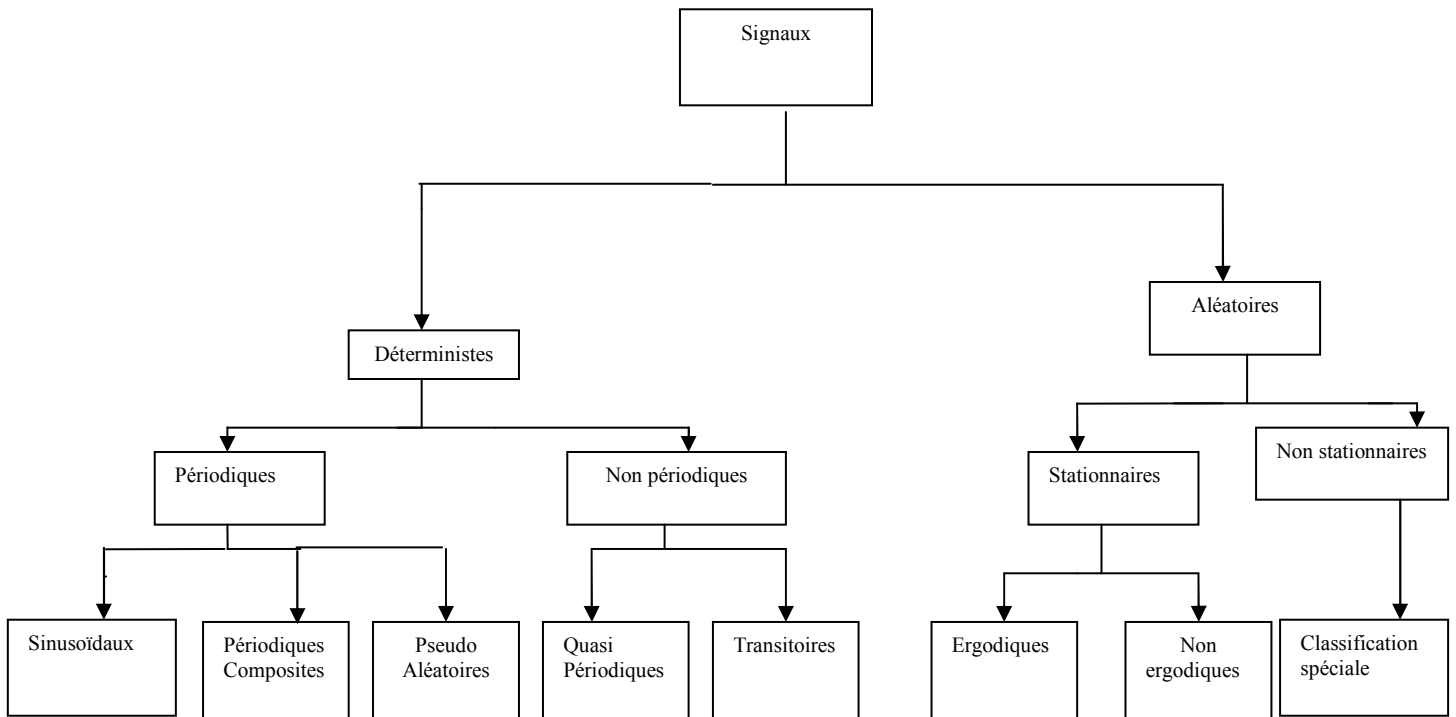 Signaux
Aléatoires
Déterministes
Périodiques
Non périodiques
Stationnaires
Non stationnaires
Sinusoïdaux
Périodiques
Composites
Pseudo
Aléatoires
Quasi
Périodiques
Transitoires
Ergodiques
Non
ergodiques
Classification
spéciale